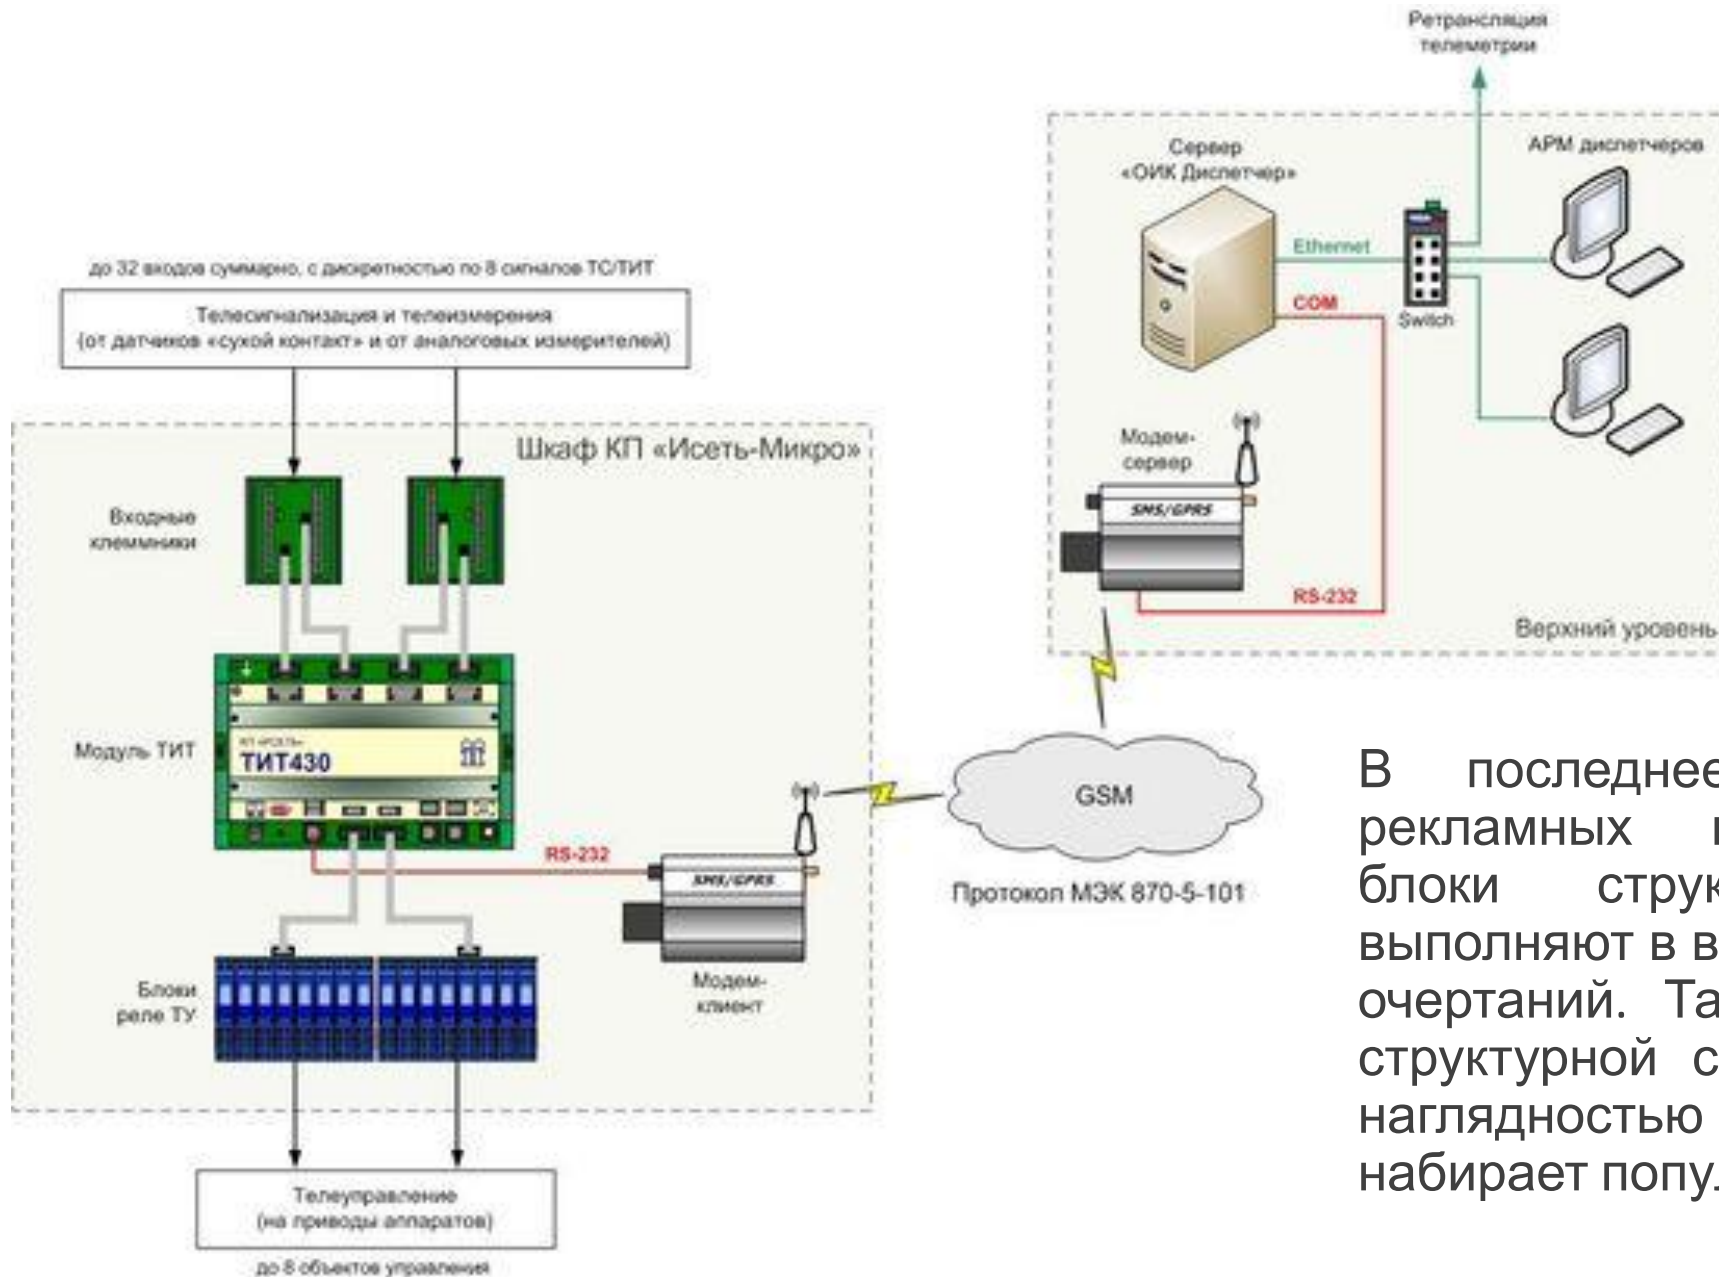 Ретрансляция
телеметрии
Сервер
«ОИК Диспетчер»
АРМ диспетчеров
Ethernet
COM
Switch
Модем-
сервер
SMS/GPRS
RS-232
Верхний уровень
до 32 входов суммарно, с дискретностью по 8 сигналов ТС/ТИТ
Телесигнализация и телеизмерения
(от датчиков «сухой контакт» и от аналоговых измерителей)
Шкаф КП «Исеть-Микро»
Входные
клеммники
Модуль ТИТ
КП «ИСЕТЬ»
ТИТ430
RS-232
SMS/GPRS
Модем-
клиент
GSM
Протокол МЭК 870-5-101
Блоки
реле ТУ
Телеуправление
(на приводы аппаратов)
до 8 объектов управления
В последнее
рекламных
блоки струк
выполняют в в
очертаний. Та
структурной с
наглядностью
набирает попу